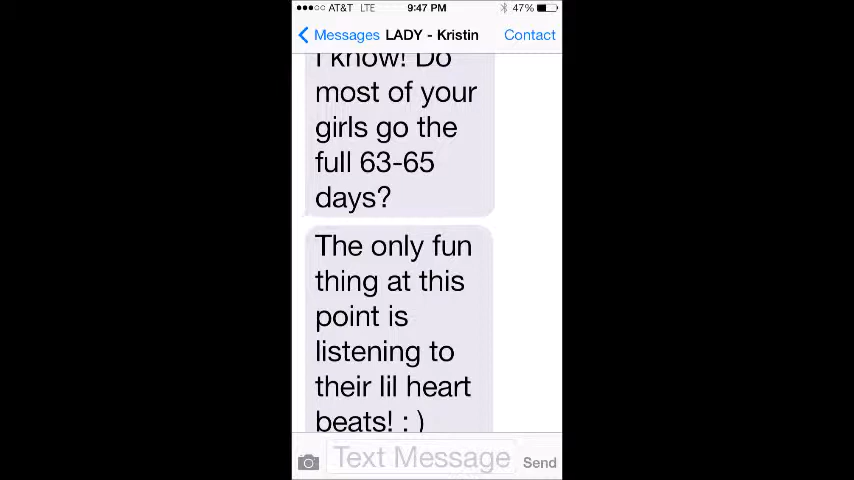 ●●●○○ AT&T LTE 9:47 PM 47%
Messages LADY - Kristin Contact
I know! Do
most of your
girls go the
full 63-65
days?
The only fun
thing at this
point is
listening to
their lil heart
beats! : )
Text Message Send